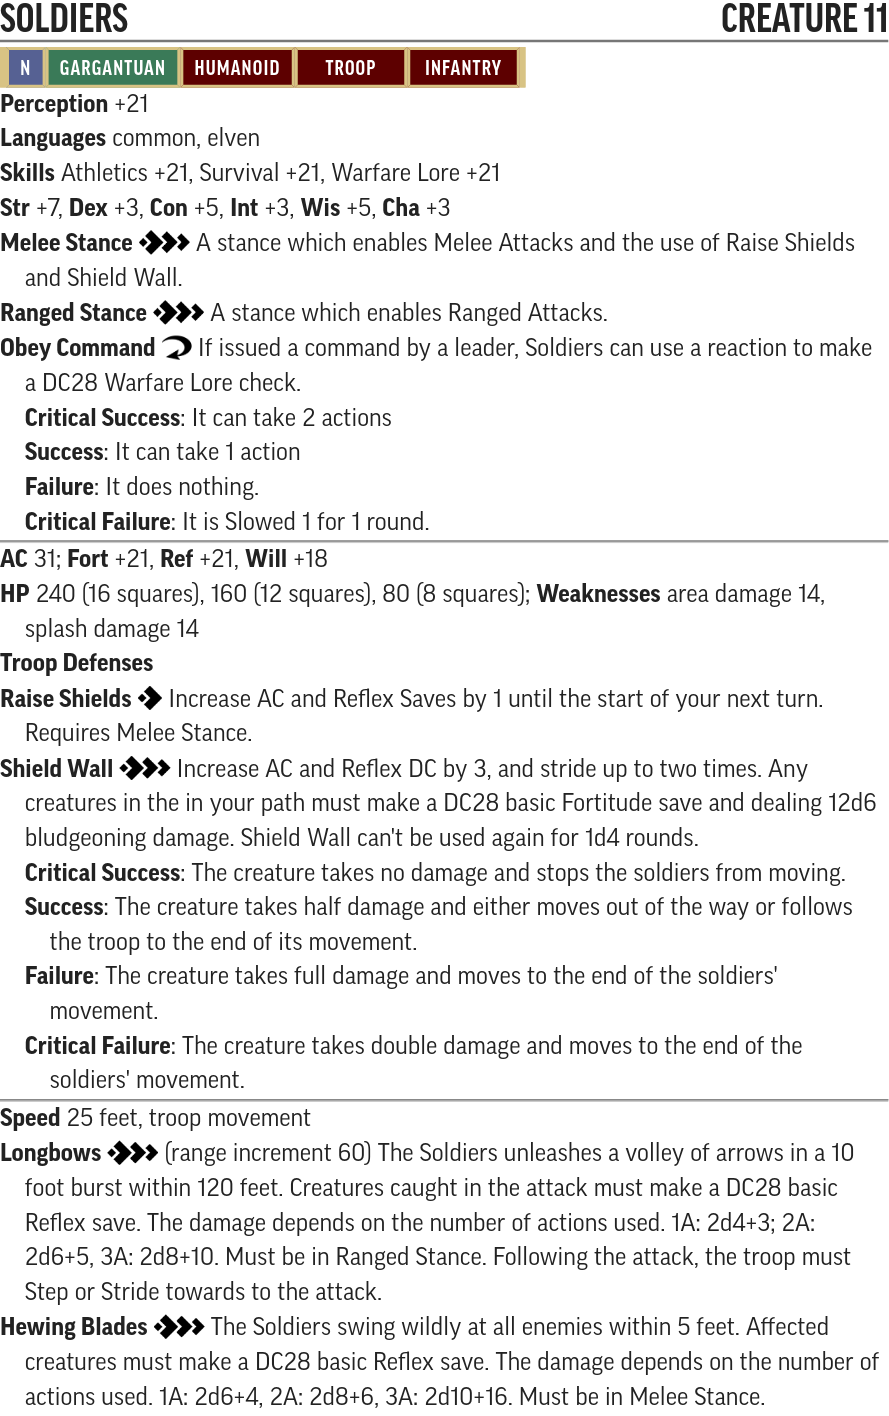 SOLDIERS CREATURE 11
N GARGANTUAN HUMANOID TROOP INFANTRY
Perception +21
Languages common, elven
Skills Athletics +21, Survival +21, Warfare Lore +21
Str +7, Dex +3, Con +5, Int +3, Wis +5, Cha +3
Melee Stance A stance which enables Melee Attacks and the use of Raise Shields
and Shield Wall.
Ranged Stance A stance which enables Ranged Attacks.
Obey Command If issued a command by a leader, Soldiers can use a reaction to make
a DC28 Warfare Lore check.
Critical Success: It can take 2 actions
Success: It can take 1 action
Failure: It does nothing.
Critical Failure: It is Slowed 1 for 1 round.
AC 31; Fort +21, Ref +21, Will +18
HP 240 (16 squares), 160 (12 squares), 80 (8 squares); Weaknesses area damage 14,
splash damage 14
Troop Defenses
Raise Shields Increase AC and Reflex Saves by 1 until the start of your next turn.
Requires Melee Stance.
Shield Wall Increase AC and Reflex DC by 3, and stride up to two times. Any
creatures in the in your path must make a DC28 basic Fortitude save and dealing 12d6
bludgeoning damage. Shield Wall can't be used again for 1d4 rounds.
Critical Success: The creature takes no damage and stops the soldiers from moving.
Success: The creature takes half damage and either moves out of the way or follows
the troop to the end of its movement.
Failure: The creature takes full damage and moves to the end of the soldiers'
movement.
Critical Failure: The creature takes double damage and moves to the end of the
soldiers' movement.
Speed 25 feet, troop movement
Longbows (range increment 60) The Soldiers unleashes a volley of arrows in a 10
foot burst within 120 feet. Creatures caught in the attack must make a DC28 basic
Reflex save. The damage depends on the number of actions used. 1A: 2d4+3; 2A:
2d6+5, 3A: 2d8+10. Must be in Ranged Stance. Following the attack, the troop must
Step or Stride towards to the attack.
Hewing Blades The Soldiers swing wildly at all enemies within 5 feet. Affected
creatures must make a DC28 basic Reflex save. The damage depends on the number of
actions used. 1A: 2d6+4, 2A: 2d8+6, 3A: 2d10+16. Must be in Melee Stance.